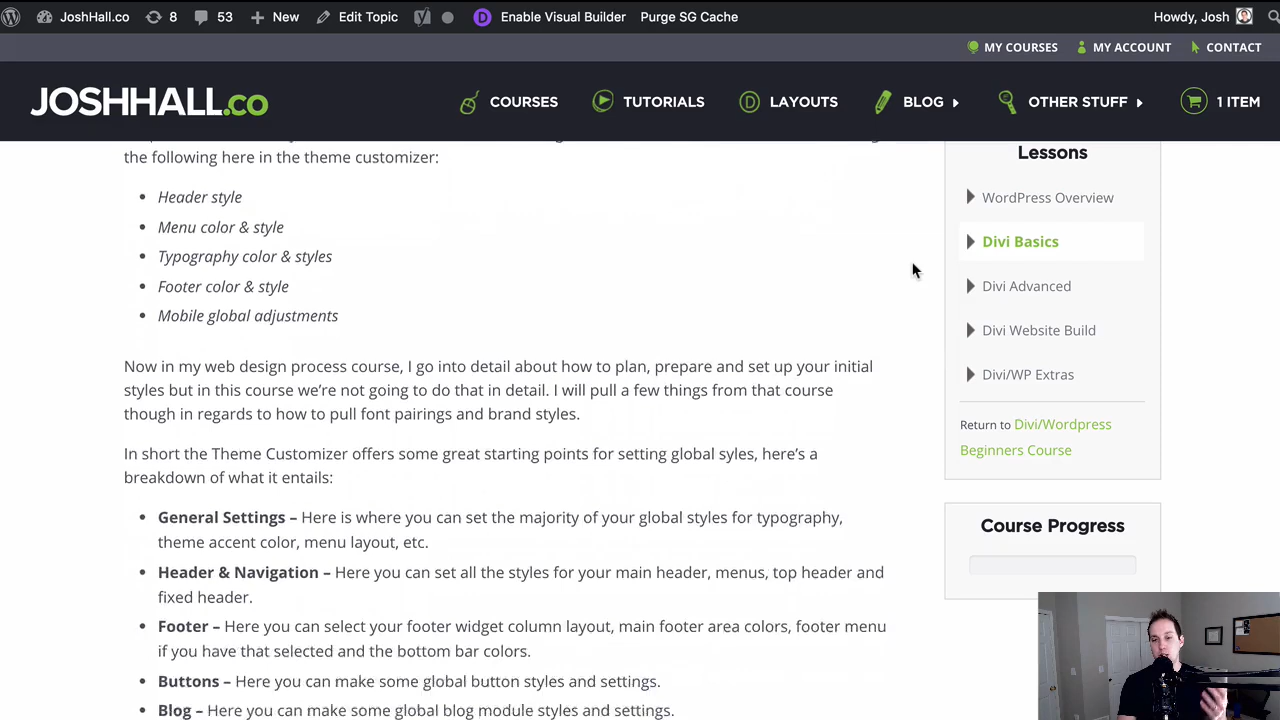 JoshHall.co 8 53 New Edit Topic Enable Visual Builder Purge SG Cache Howdy, Josh
MY COURSES MY ACCOUNT CONTACT
JOSHHALL.co COURSES TUTORIALS LAYOUTS BLOG OTHER STUFF 1 ITEM
the following here in the theme customizer:
• Header style
• Menu color & style
• Typography color & styles
• Footer color & style
• Mobile global adjustments
Now in my web design process course, I go into detail about how to plan, prepare and set up your initial
styles but in this course we’re not going to do that in detail. I will pull a few things from that course
though in regards to how to pull font pairings and brand styles.
In short the Theme Customizer offers some great starting points for setting global syles, here’s a
breakdown of what it entails:
• General Settings – Here is where you can set the majority of your global styles for typography,
theme accent color, menu layout, etc.
• Header & Navigation – Here you can set all the styles for your main header, menus, top header and
fixed header.
• Footer – Here you can select your footer widget column layout, main footer area colors, footer menu
if you have that selected and the bottom bar colors.
• Buttons – Here you can make some global button styles and settings.
• Blog – Here you can make some global blog module styles and settings.
Lessons
WordPress Overview
Divi Basics
Divi Advanced
Divi Website Build
Divi/WP Extras
Return to Divi/Wordpress
Beginners Course
Course Progress